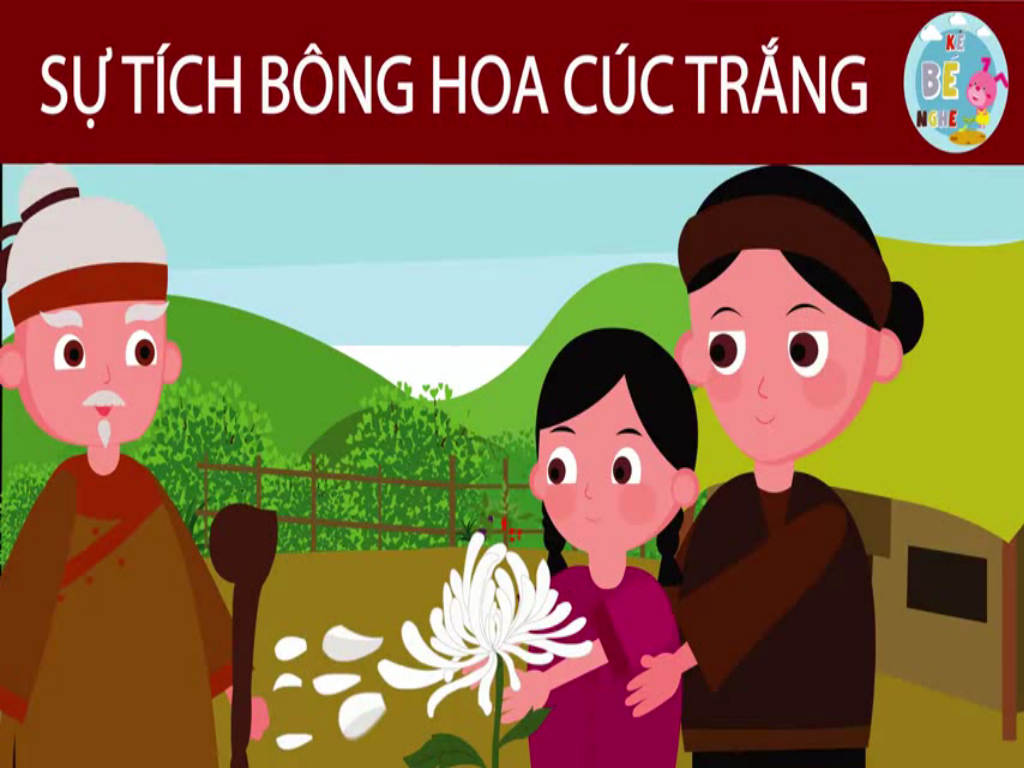 SỰ TÍCH BÔNG HOA CÚC TRẮNG
KỂ
BÉ
NGHE